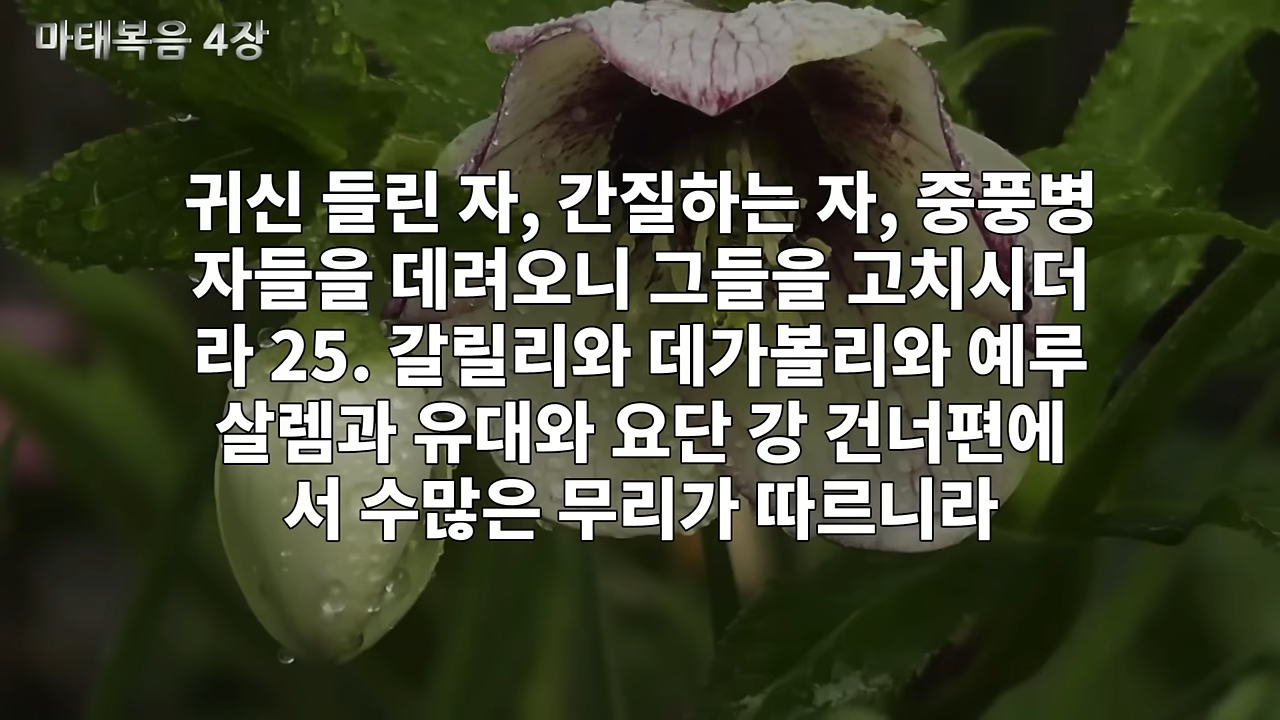 마태복음 4장
귀신 들린 자, 간질하는 자, 중풍병
자들을 데려오니 그들을 고치시더
라 25. 갈릴리와 데가볼리와 예루
살렘과 유대와 요단 강 건너편에
서 수많은 무리가 따르니라